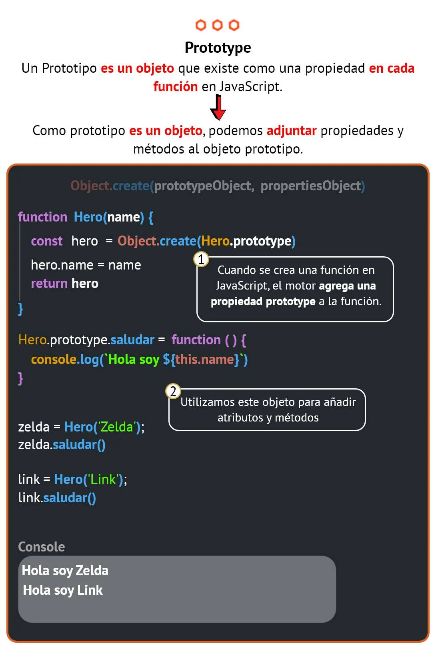 Prototype
Un Prototipo es un objeto que existe como una propiedad en cada
función en JavaScript.
Como prototipo es un objeto, podemos adjuntar propiedades y
métodos al objeto prototipo.
Object.create(prototypeObject, propertiesObject)
function Hero(name) {
const hero = Object.create(Hero.prototype)
hero.name = name
return hero
}
1
Cuando se crea una función en
JavaScript, el motor agrega una
propiedad prototype a la función.
Hero.prototype.saludar = function () {
console.log(`Hola soy ${this.name}`)
}
2
Utilizamos este objeto para añadir
atributos y métodos
zelda = Hero('Zelda');
zelda.saludar()
link = Hero('Link');
link.saludar()
Console
Hola soy Zelda
Hola soy Link